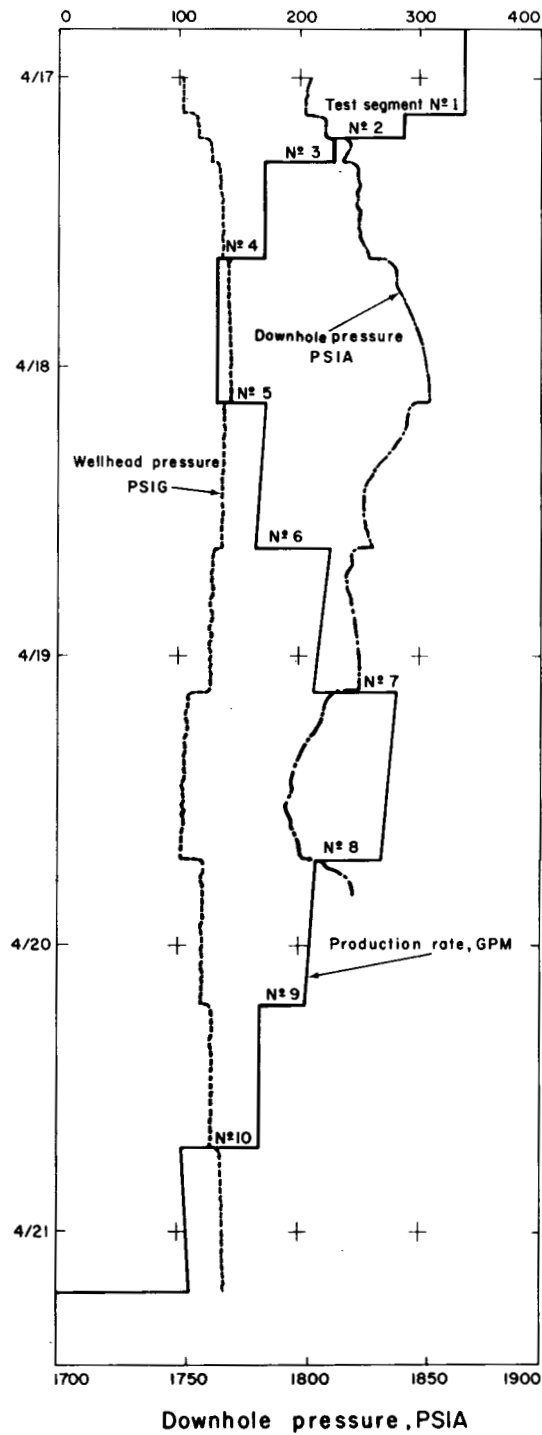 0 100 200 300 400
4/17
Test segment Nº 1
Nº 2
Nº 3
Nº 4
Downhole pressure
PSIA
4/18
Nº 5
Wellhead pressure
PSIG
Nº 6
4/19
Nº 7
Nº 8
4/20
Production rate, GPM
Nº 9
Nº 10
4/21
1700 1750 1800 1850 1900
Downhole pressure, PSIA